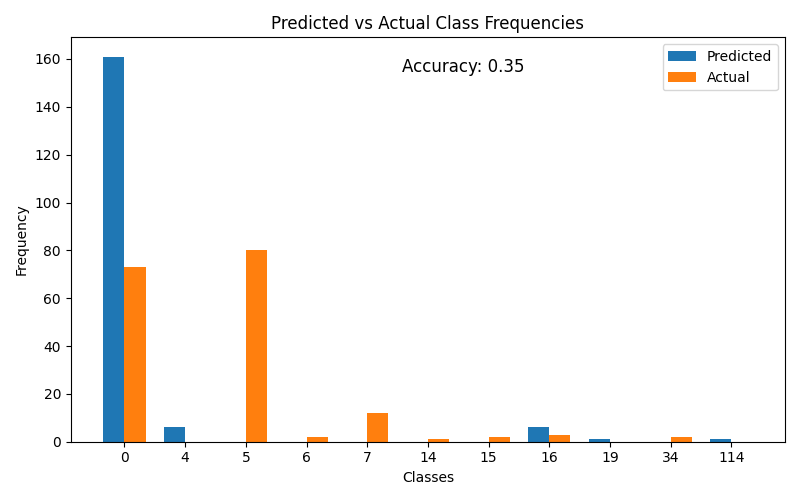 Predicted vs Actual Class Frequencies
Accuracy: 0.35
Predicted
Actual
Frequency
160
140
120
100
80
60
40
20
0
0 4 5 6 7 14 15 16 19 34 114
Classes